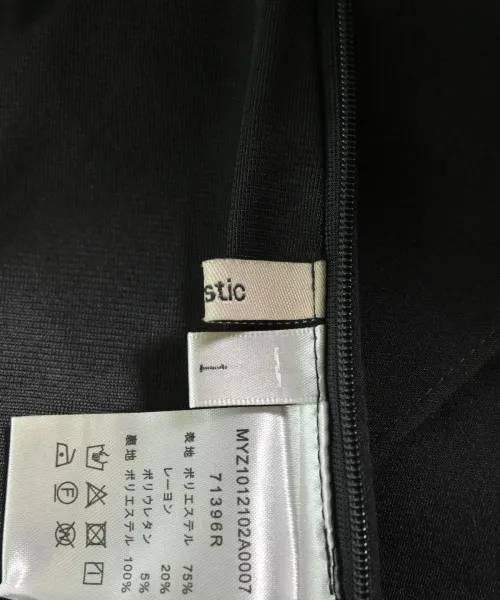 stic
MYZ1012102A0007
71396R
表地 ポリエステル 75%
レーヨン 20%
ポリウレタン 5%
裏地 ポリエステル 100%